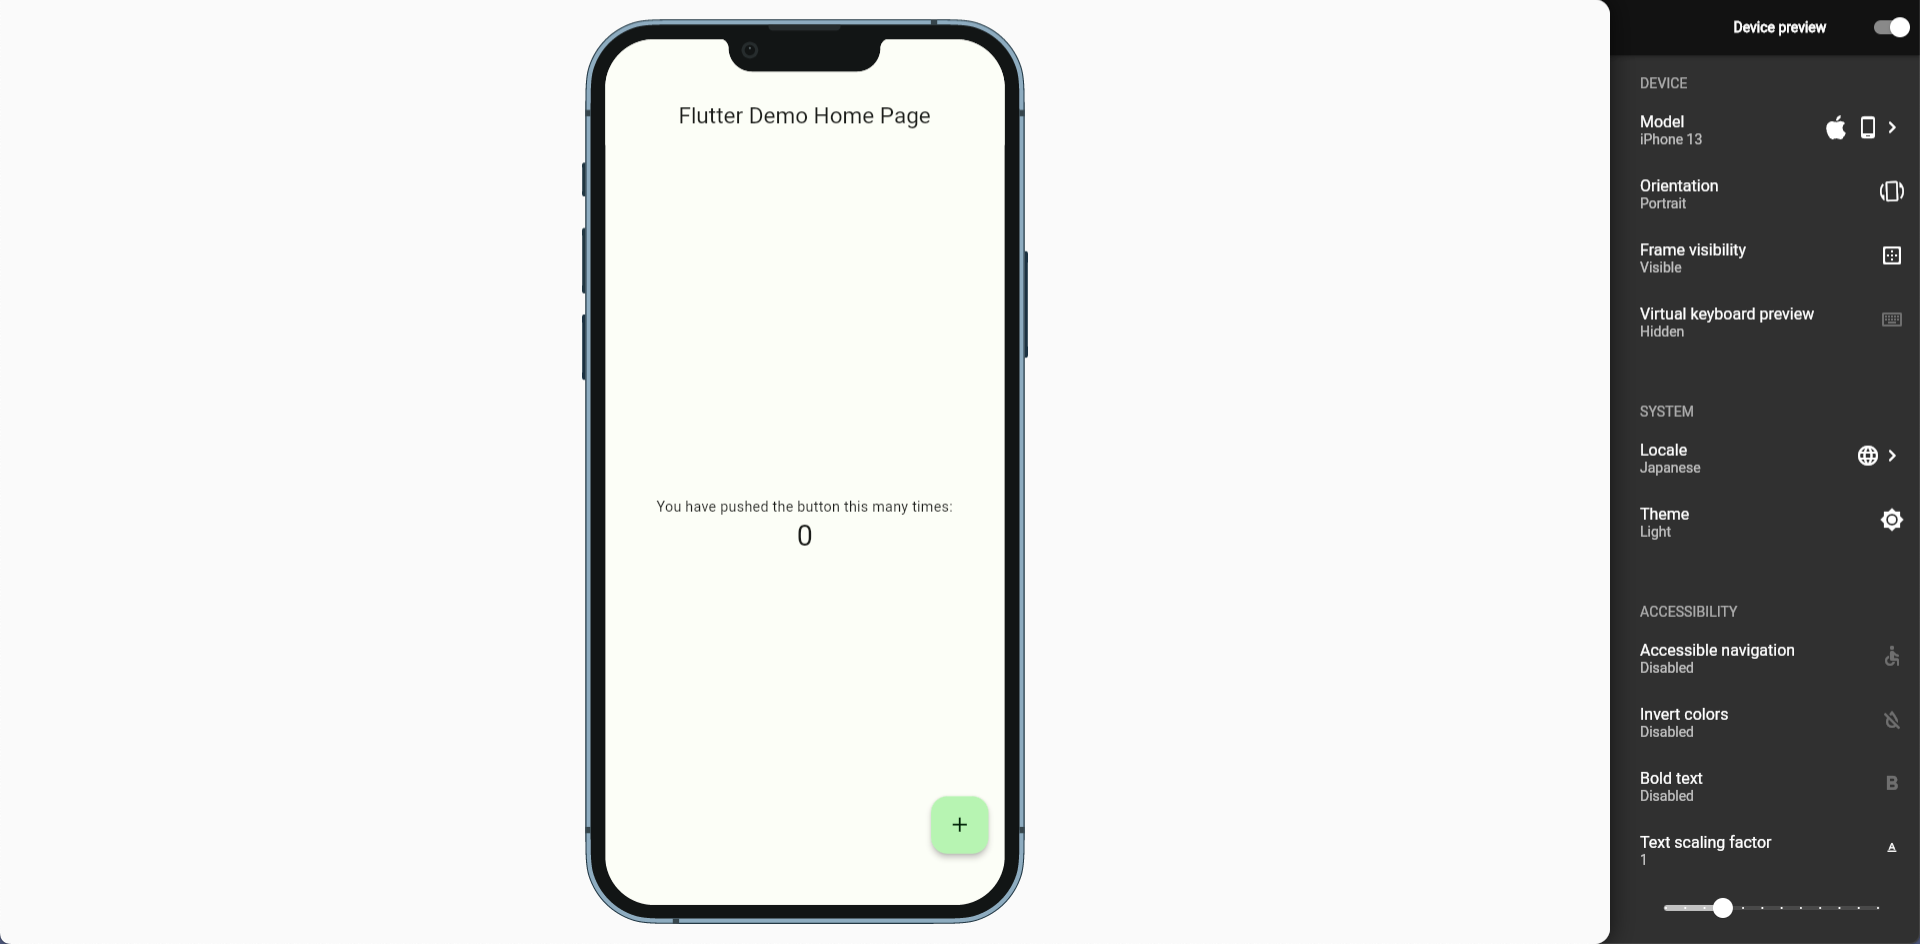 Flutter Demo Home Page
You have pushed the button this many times:
0
+
Device preview
DEVICE
Model
iPhone 13
Orientation
Portrait
Frame visibility
Visible
Virtual keyboard preview
Hidden
SYSTEM
Locale
Japanese
Theme
Light
ACCESSIBILITY
Accessible navigation
Disabled
Invert colors
Disabled
Bold text
Disabled
B
Text scaling factor
1
A